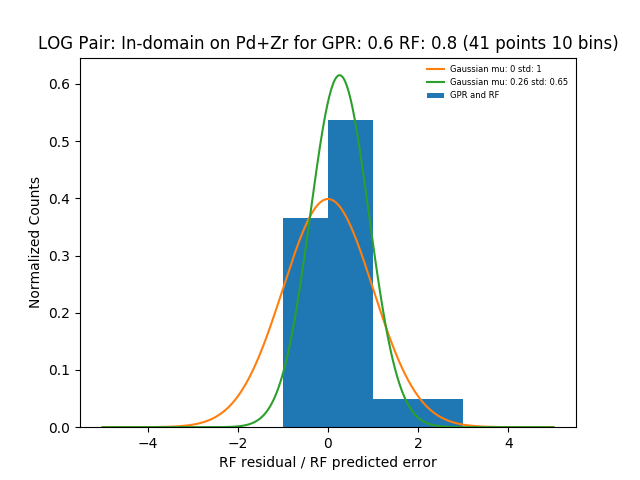 LOG Pair: In-domain on Pd+Zr for GPR: 0.6 RF: 0.8 (41 points 10 bins)
Gaussian mu: 0 std: 1
Gaussian mu: 0.26 std: 0.65
GPR and RF
Normalized Counts
0.6
0.5
0.4
0.3
0.2
0.1
0.0
−4
−2
0
2
4
RF residual / RF predicted error